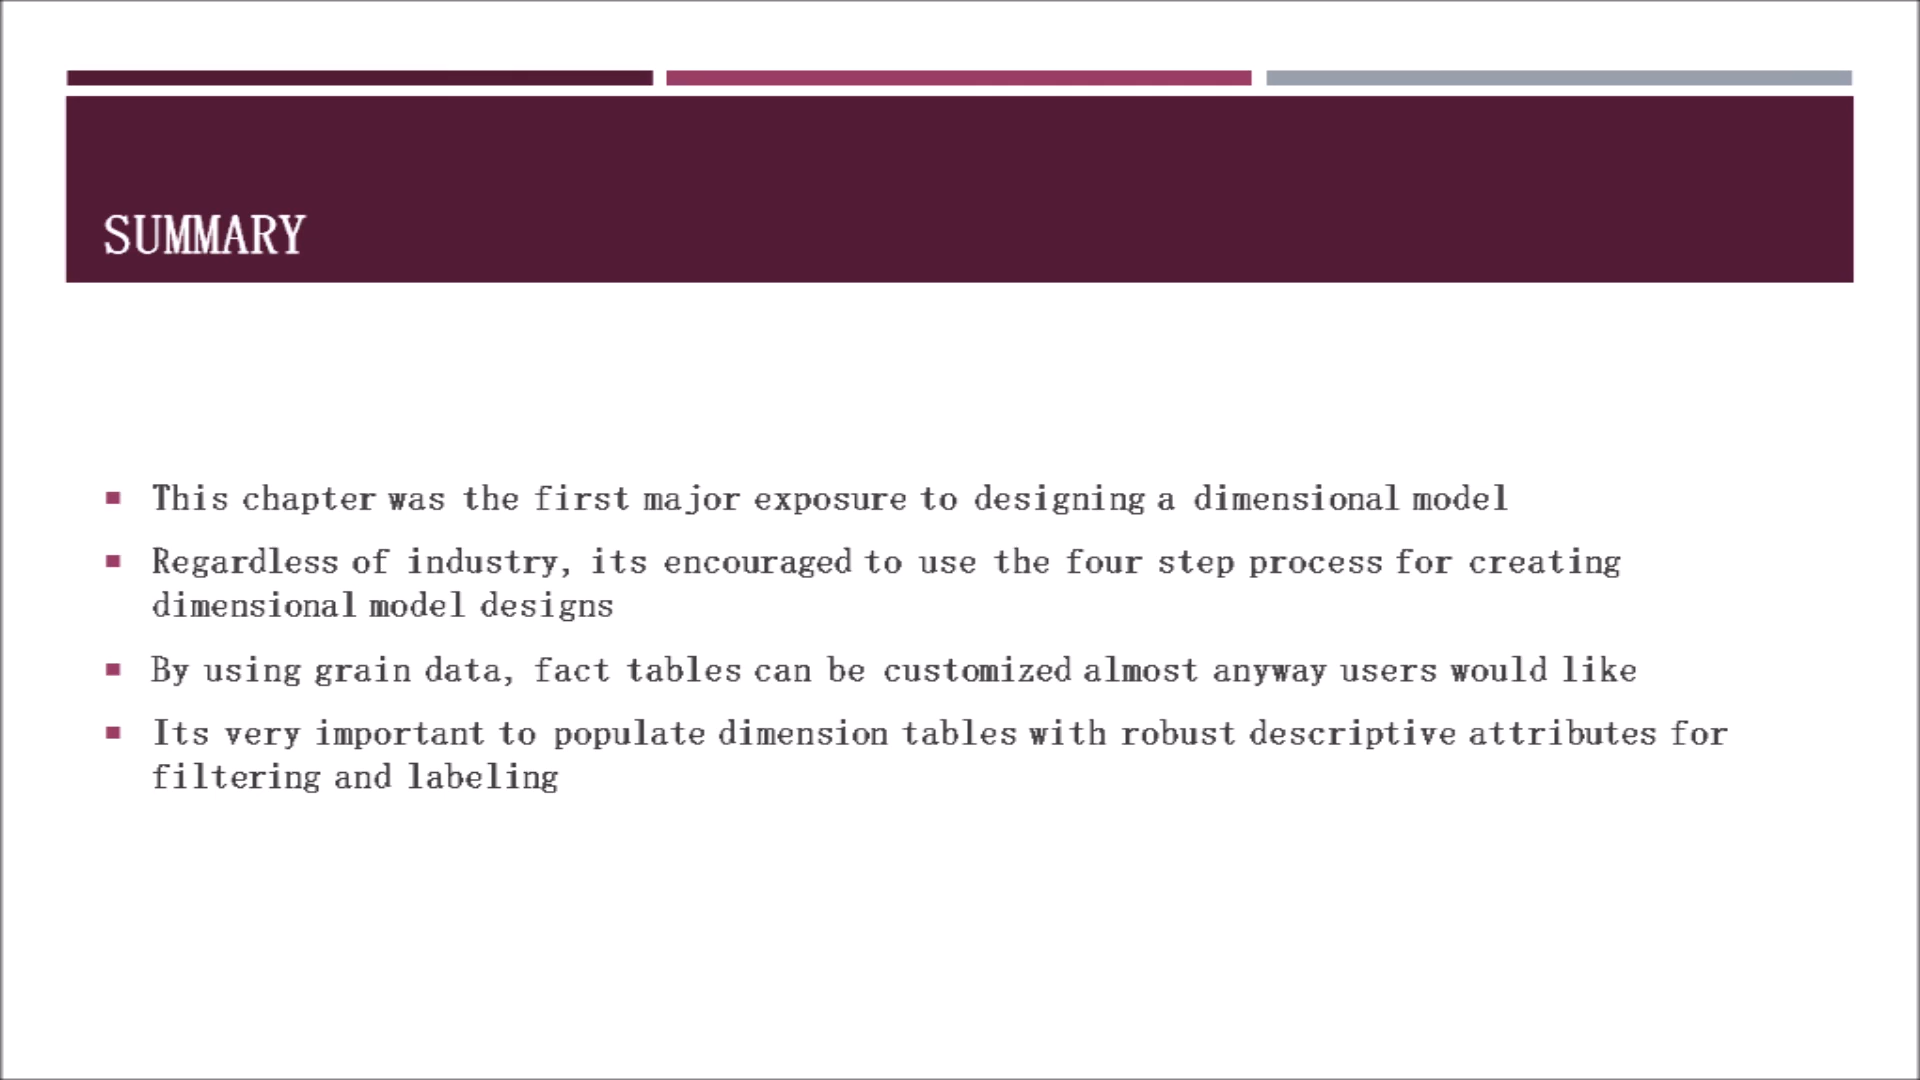 SUMMARY
This chapter was the first major exposure to designing a dimensional model
Regardless of industry, its encouraged to use the four step process for creating
dimensional model designs
By using grain data, fact tables can be customized almost anyway users would like
Its very important to populate dimension tables with robust descriptive attributes for
filtering and labeling